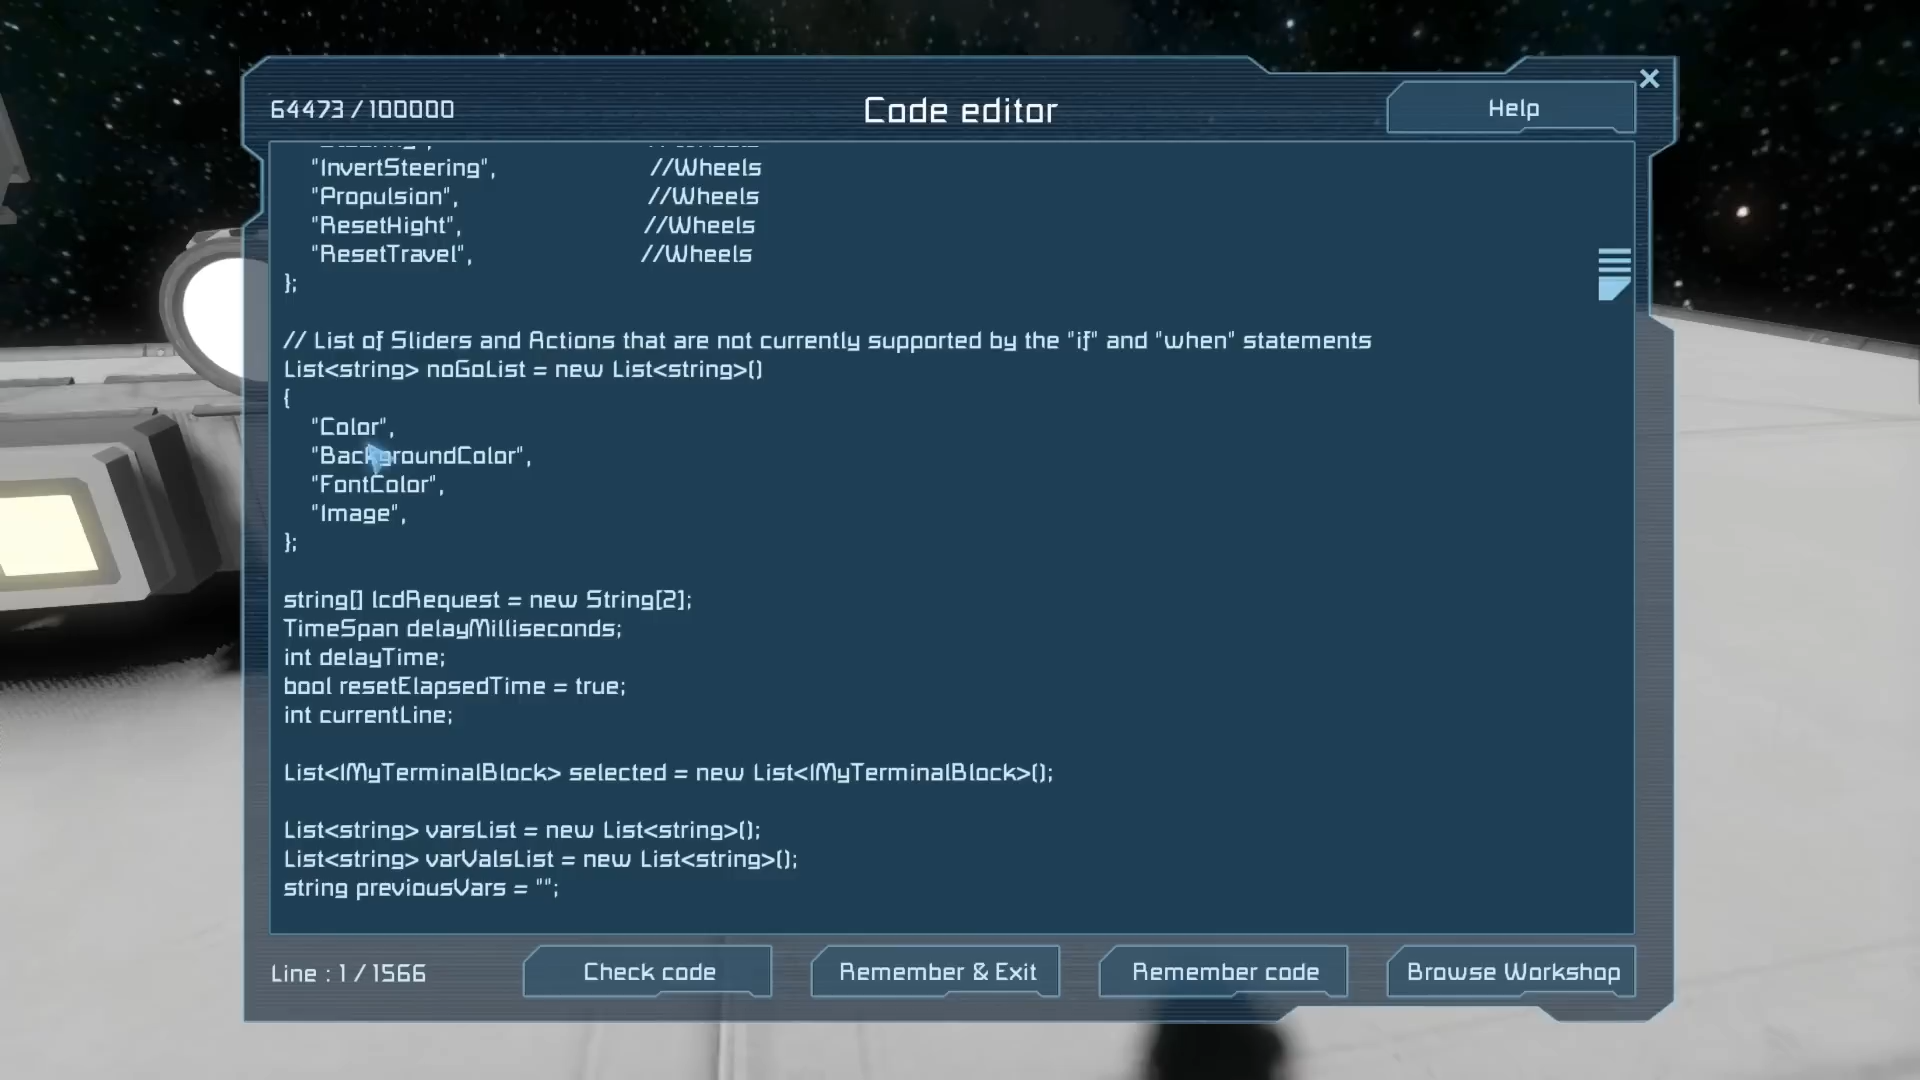 64473 / 100000
Code editor
Help
"InvertSteering", //Wheels
"Propulsion", //Wheels
"ResetHight", //Wheels
"ResetTravel", //Wheels
};
// List of Sliders and Actions that are not currently supported by the "if" and "when" statements
List<string> noGoList = new List<string>()
{
"Color",
"BackgroundColor",
"FontColor",
"Image",
};
string[] lcdRequest = new String[2];
TimeSpan delayMilliseconds;
int delayTime;
bool resetElapsedTime = true;
int currentLine;
List<IMyTerminalBlock> selected = new List<IMyTerminalBlock>();
List<string> varsList = new List<string>();
List<string> varValsList = new List<string>();
string previousVars = "";
Line : 1 / 1566
Check code
Remember & Exit
Remember code
Browse Workshop